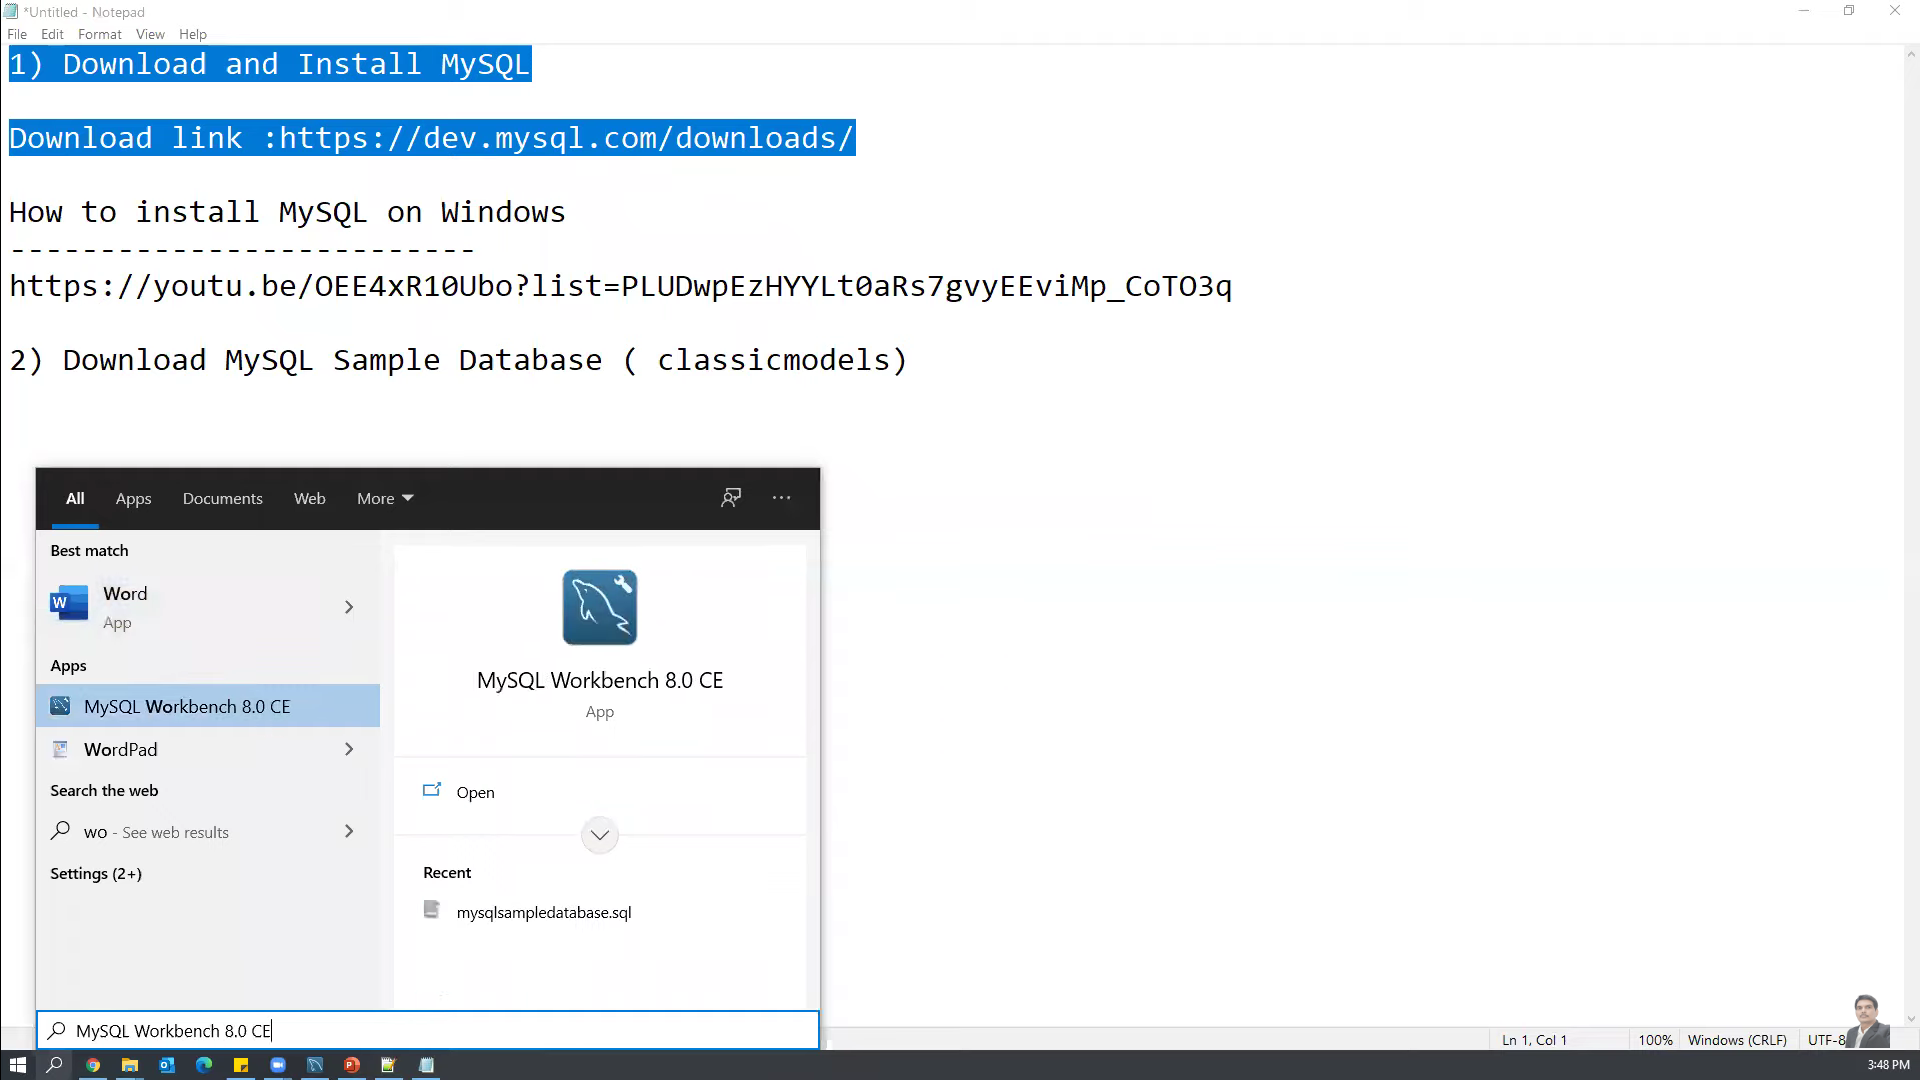 *Untitled - Notepad
File Edit Format View Help
1) Download and Install MySQL
Download link :https://dev.mysql.com/downloads/
How to install MySQL on Windows
--------------------------
https://youtu.be/OEE4xR10Ubo?list=PLUDwpEzHYYLt0aRs7gvyEEviMp_CoTO3q
2) Download MySQL Sample Database ( classicmodels)
All Apps Documents Web More
Best match
Word
App
Apps
MySQL Workbench 8.0 CE
WordPad
Search the web
wo - See web results
Settings (2+)
MySQL Workbench 8.0 CE
App
Open
Recent
mysqlsampledatabase.sql
MySQL Workbench 8.0 CE
Ln 1, Col 1 100% Windows (CRLF) UTF-8
3:48 PM